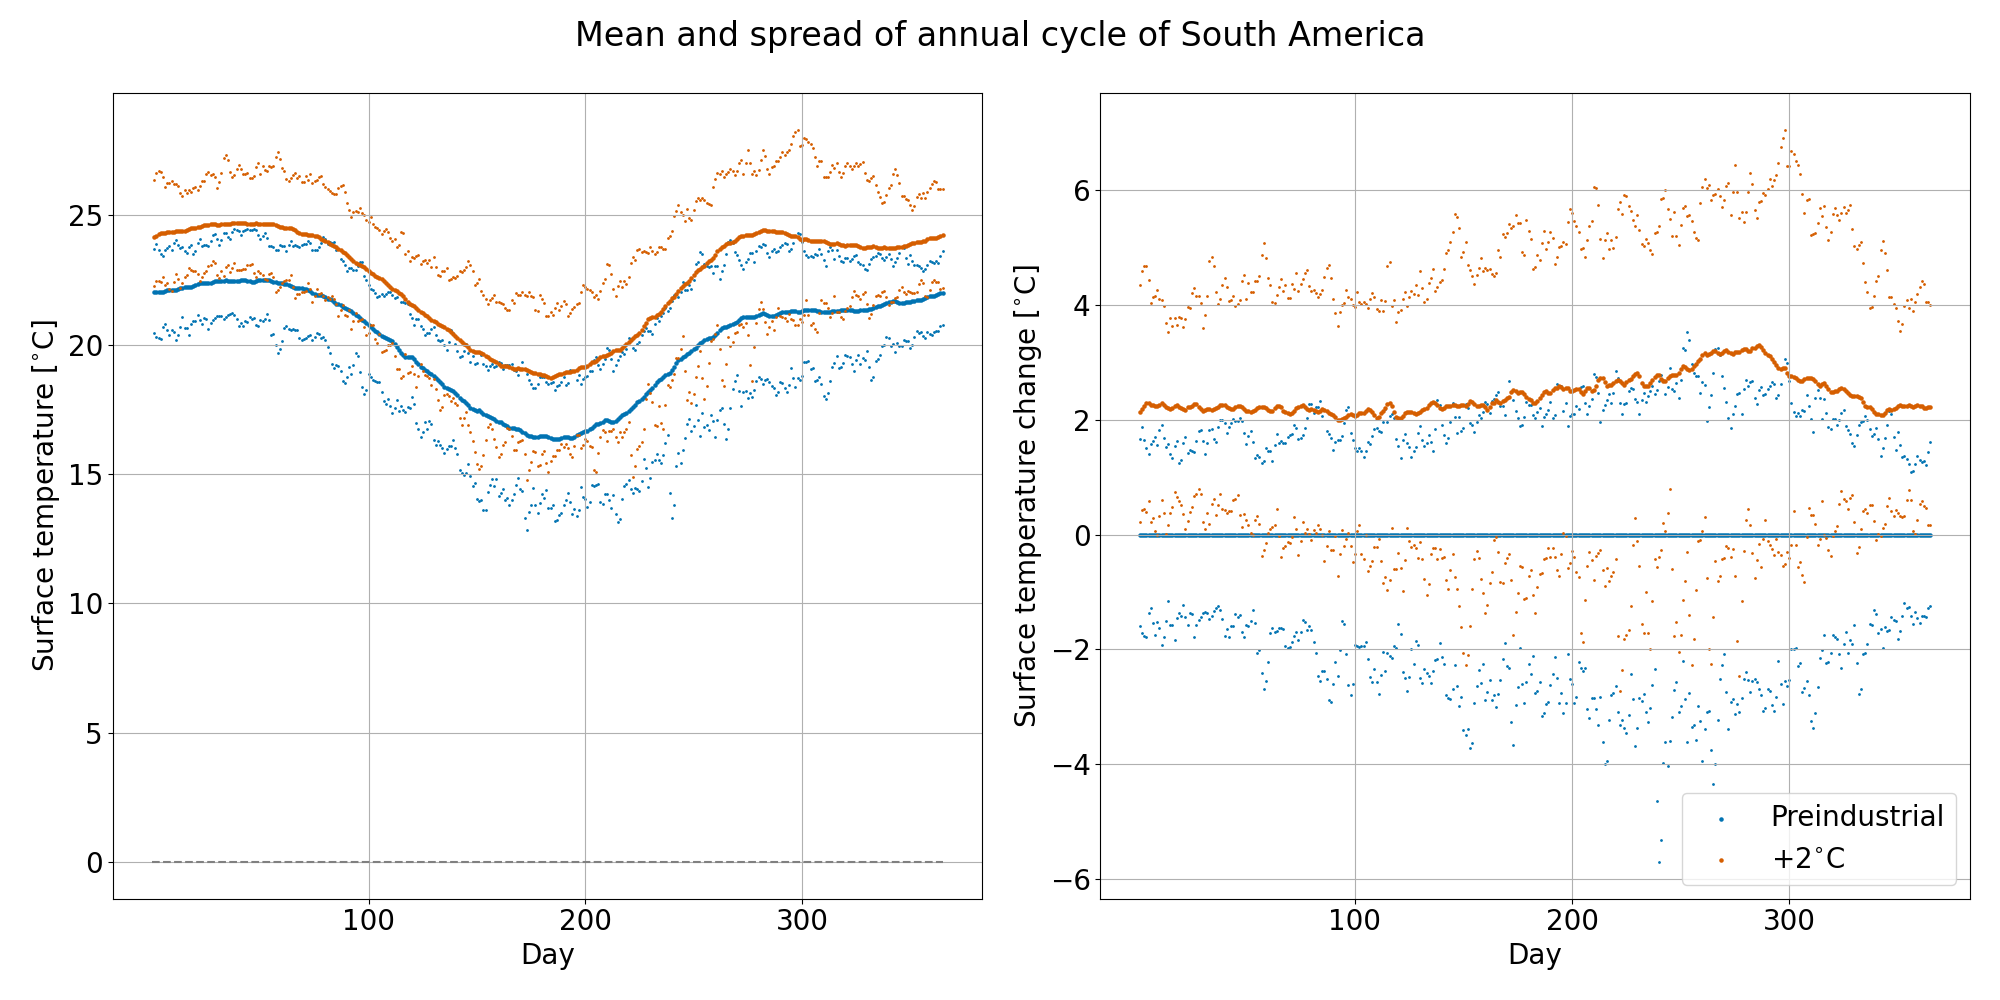 Mean and spread of annual cycle of South America
Surface temperature [°C]
25
20
15
10
5
0
100 200 300
Day
Surface temperature change [°C]
6
4
2
0
−2
−4
−6
100 200 300
Day
Preindustrial
+2°C